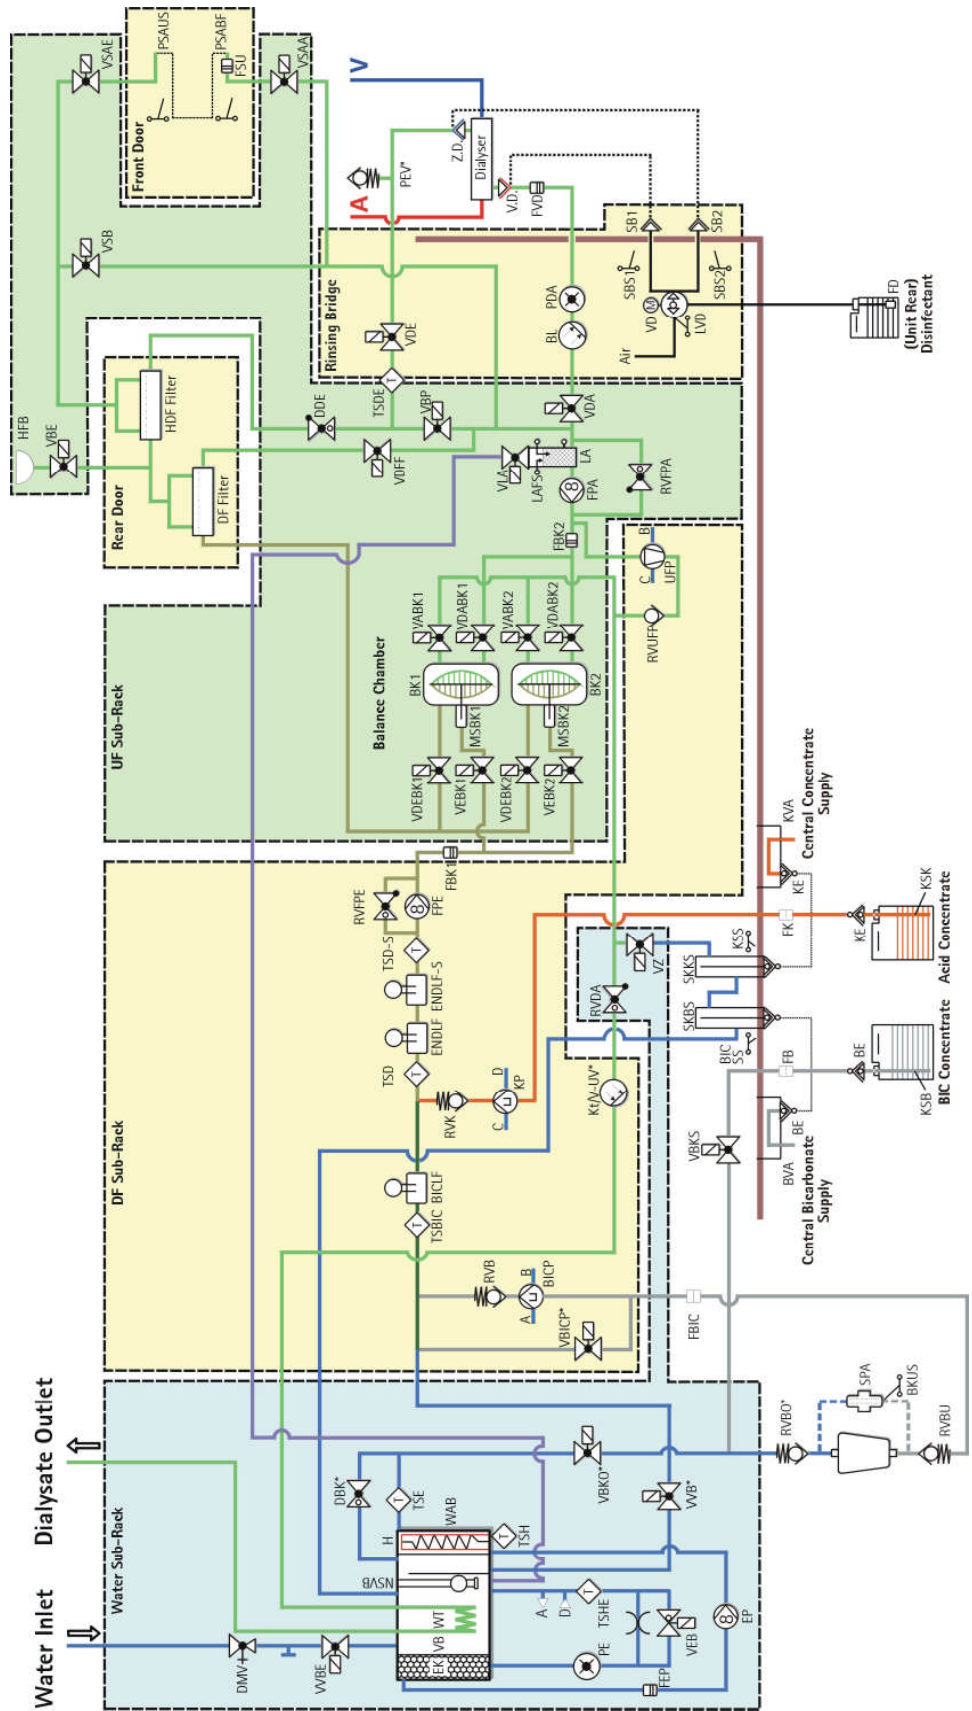 Water Inlet
Dialysate Outlet
Water Sub-Rack
DMV
VVBE
EK1
VB
WT
NSVB
H
WAB
TSH
DBK*
TSE
A
D
TSHE
PE
VEB
FEP
EP
VBKO*
VVB*
RVBO*
SPA
BKUS
RVBU
FBIC
DF Sub-Rack
TSBIC
BICLF
RVB
A
B
BICP
VBICP*
RVK
C
D
KP
TSD
ENDLF
ENDLF-S
TSD-S
RVFPE
FPE
FBK1
Kt/V-UV*
RVDA
VZ
SKBS
SKKS
BIC
SS
KSS
VBKS
FB
FK
BVA
BE
Central Bicarbonate
Supply
BE
KSB
BIC Concentrate
KE
KSK
Acid Concentrate
KE
KVA
Central Concentrate
Supply
UF Sub-Rack
Balance Chamber
VDEBK1
VEBK1
VDEBK2
VEBK2
MSBK1
MSBK2
BK1
BK2
VABK1
VDABK1
VABK2
VDABK2
RVUFP
UFP
C
B
FBK2
FPA
RVFPA
LA
LAFS
VLA
VDA
VBP
VDFF
DDE
Rear Door
DF Filter
HDF Filter
HFB
VBE
VSB
Front Door
VSAE
PSAUS
PSABF
FSU
VSAA
Rinsing Bridge
TSDE
VDE
BL
PDA
Air
VD
M
LVD
SBS1
SBS2
SB1
SB2
FD
(Unit Rear)
Disinfectant
PEV*
A
V
Z.D.
Dialyser
V.D.
FVD
T
T
T
T
T
T
T